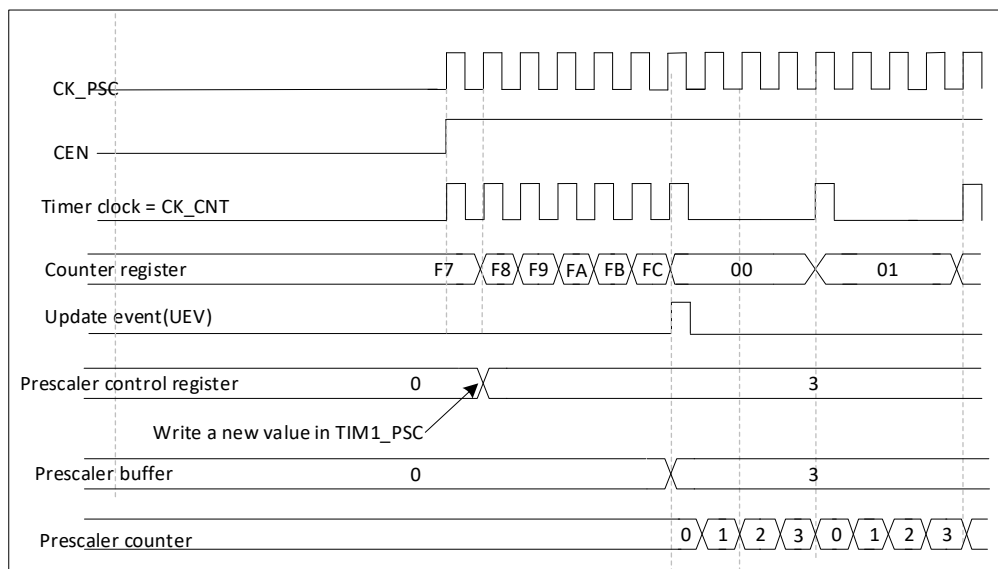 CK_PSC
CEN
Timer clock = CK_CNT
Counter register F7 F8 F9 FA FB FC 00 01
Update event(UEV)
Prescaler control register 0 3
Write a new value in TIM1_PSC
Prescaler buffer 0 3
Prescaler counter 0 1 2 3 0 1 2 3